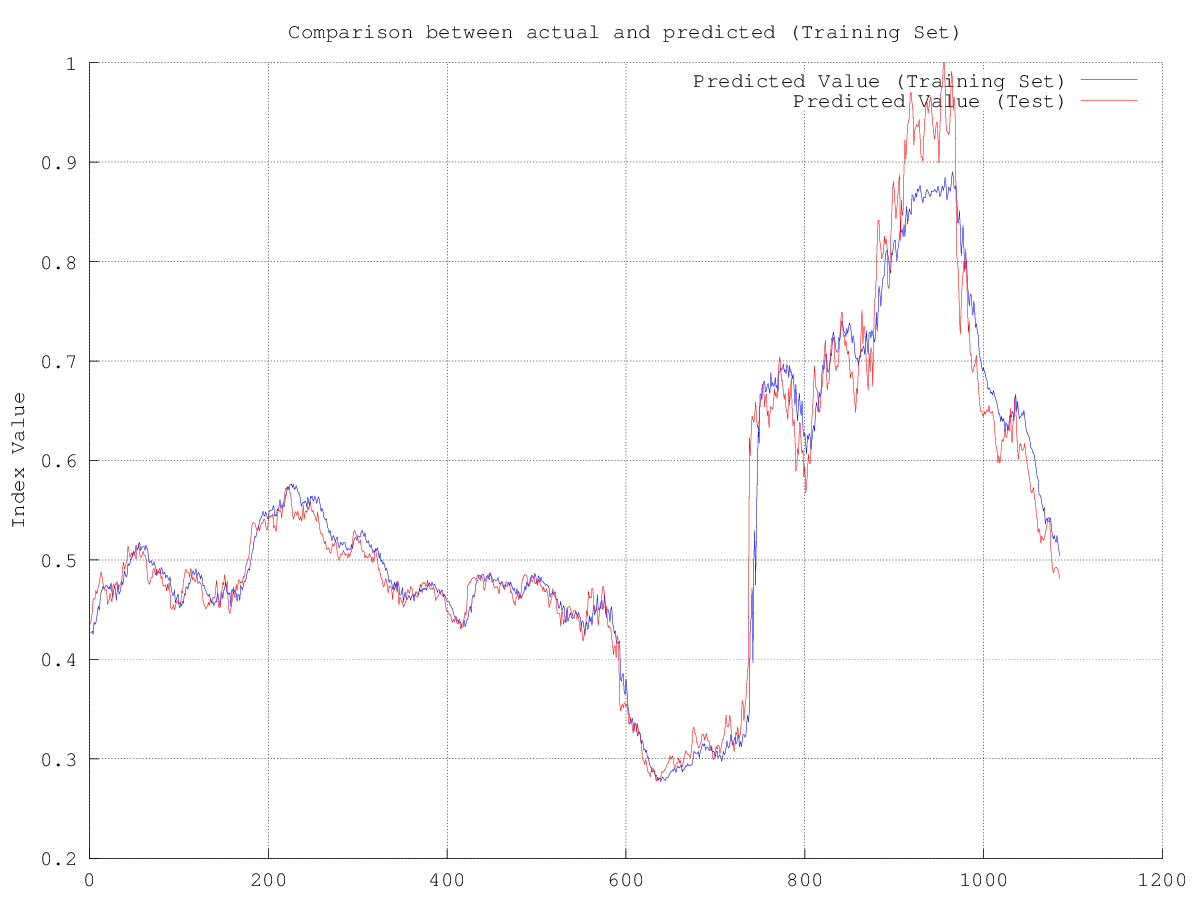 Comparison between actual and predicted (Training Set)
Predicted Value (Training Set)
Predicted Value (Test)
Index Value
1
0.9
0.8
0.7
0.6
0.5
0.4
0.3
0.2
0 200 400 600 800 1000 1200